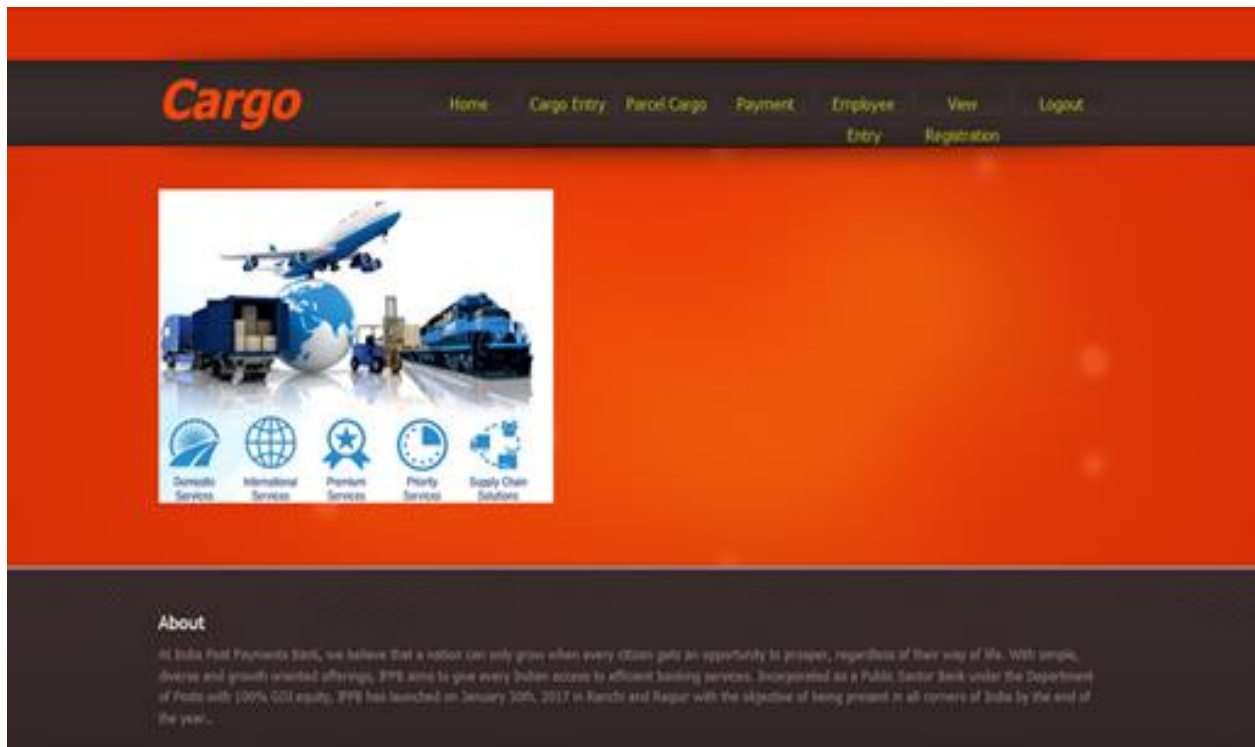 Cargo
Home Cargo Entry Parcel Cargo Payment Employee Entry View Registration Logout
Domestic Services
International Services
Premium Services
Priority Services
Supply Chain Solutions
About
At India Post Payments Bank, we believe that a nation can only grow when every citizen gets an opportunity to prosper, regardless of their way of life. With simple,
diverse and growth oriented offerings, IPPB aims to give every Indian access to efficient banking services. Incorporated as a Public Sector Bank under the Department
of Posts with 100% GOI equity, IPPB has launched on January 30th, 2017 in Ranchi and Raipur with the objective of being present in all corners of India by the end of
the year..